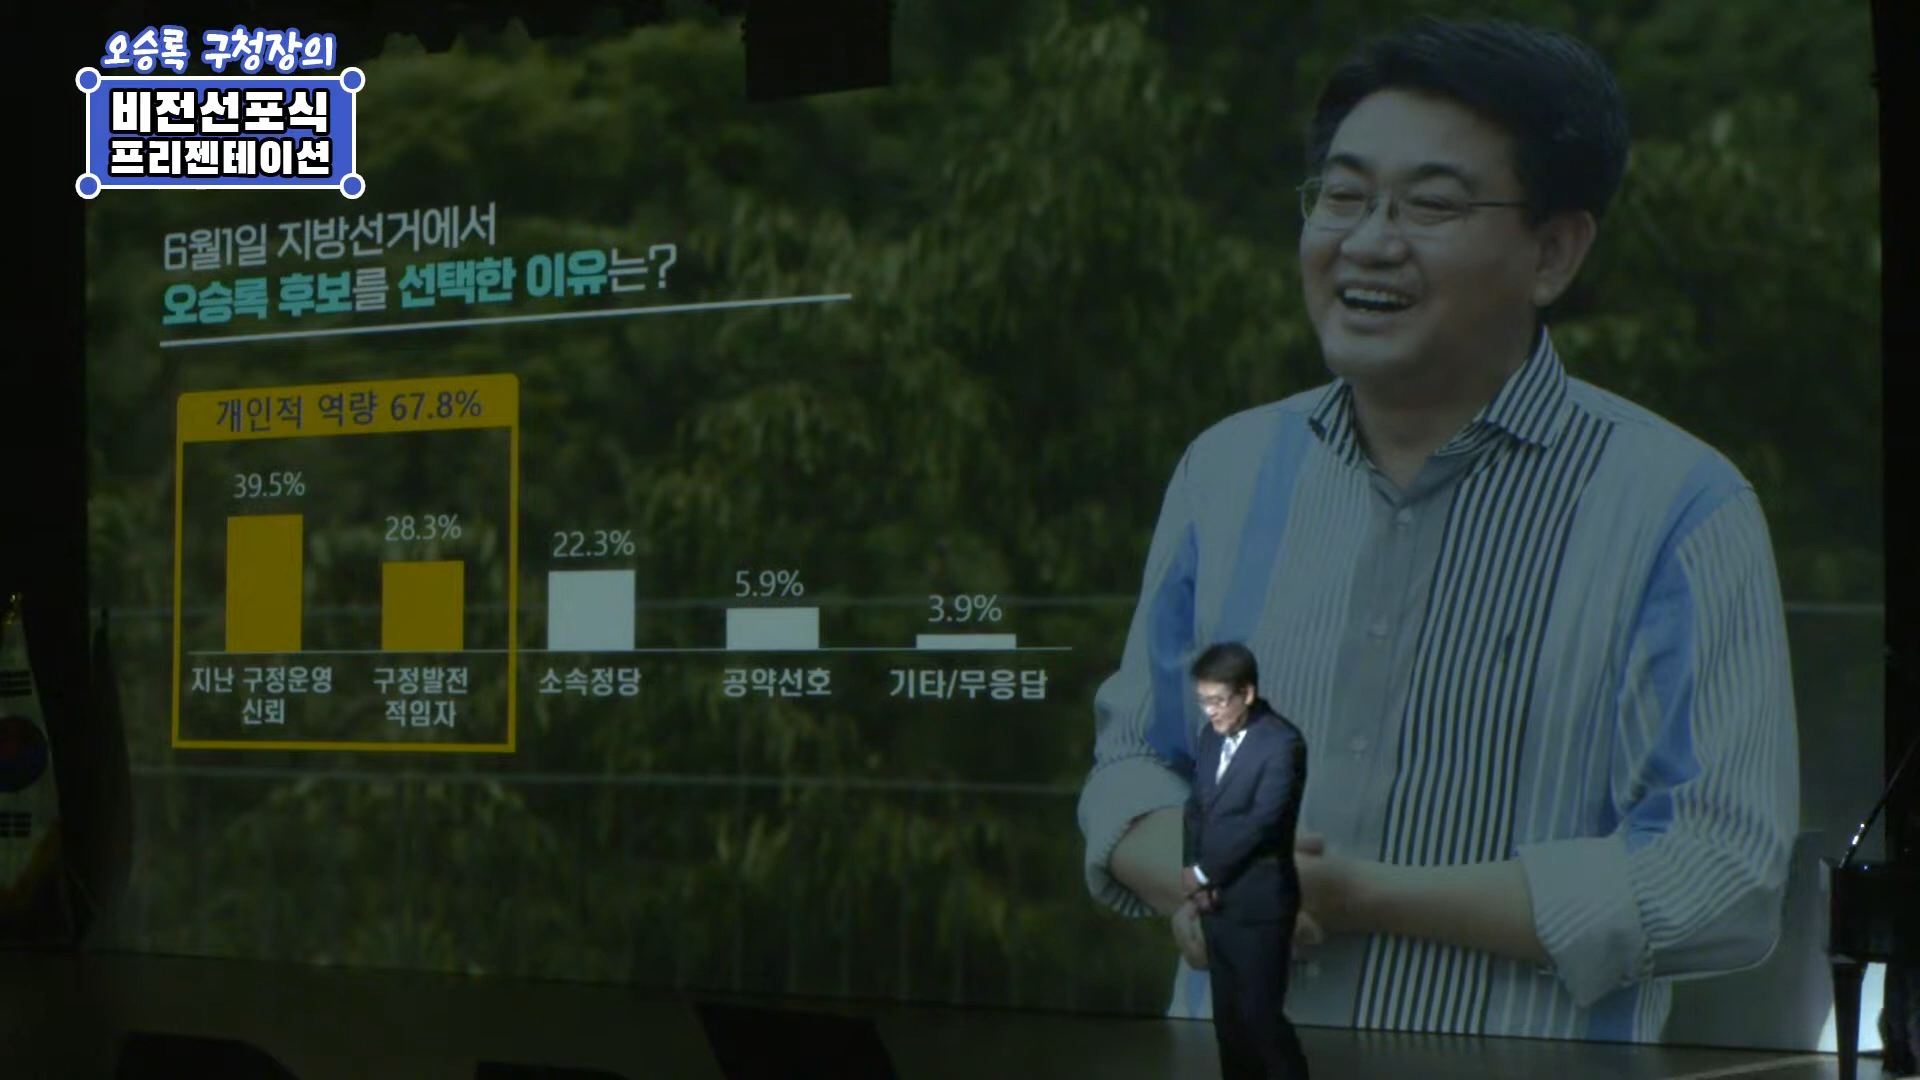 오승록 구청장의
비전선포식
프리젠테이션
6월1일 지방선거에서
오승록 후보를 선택한 이유는?
개인적 역량 67.8%
39.5%
28.3%
22.3%
5.9%
3.9%
지난 구정운영
신뢰
구정발전
적임자
소속정당
공약선호
기타/무응답